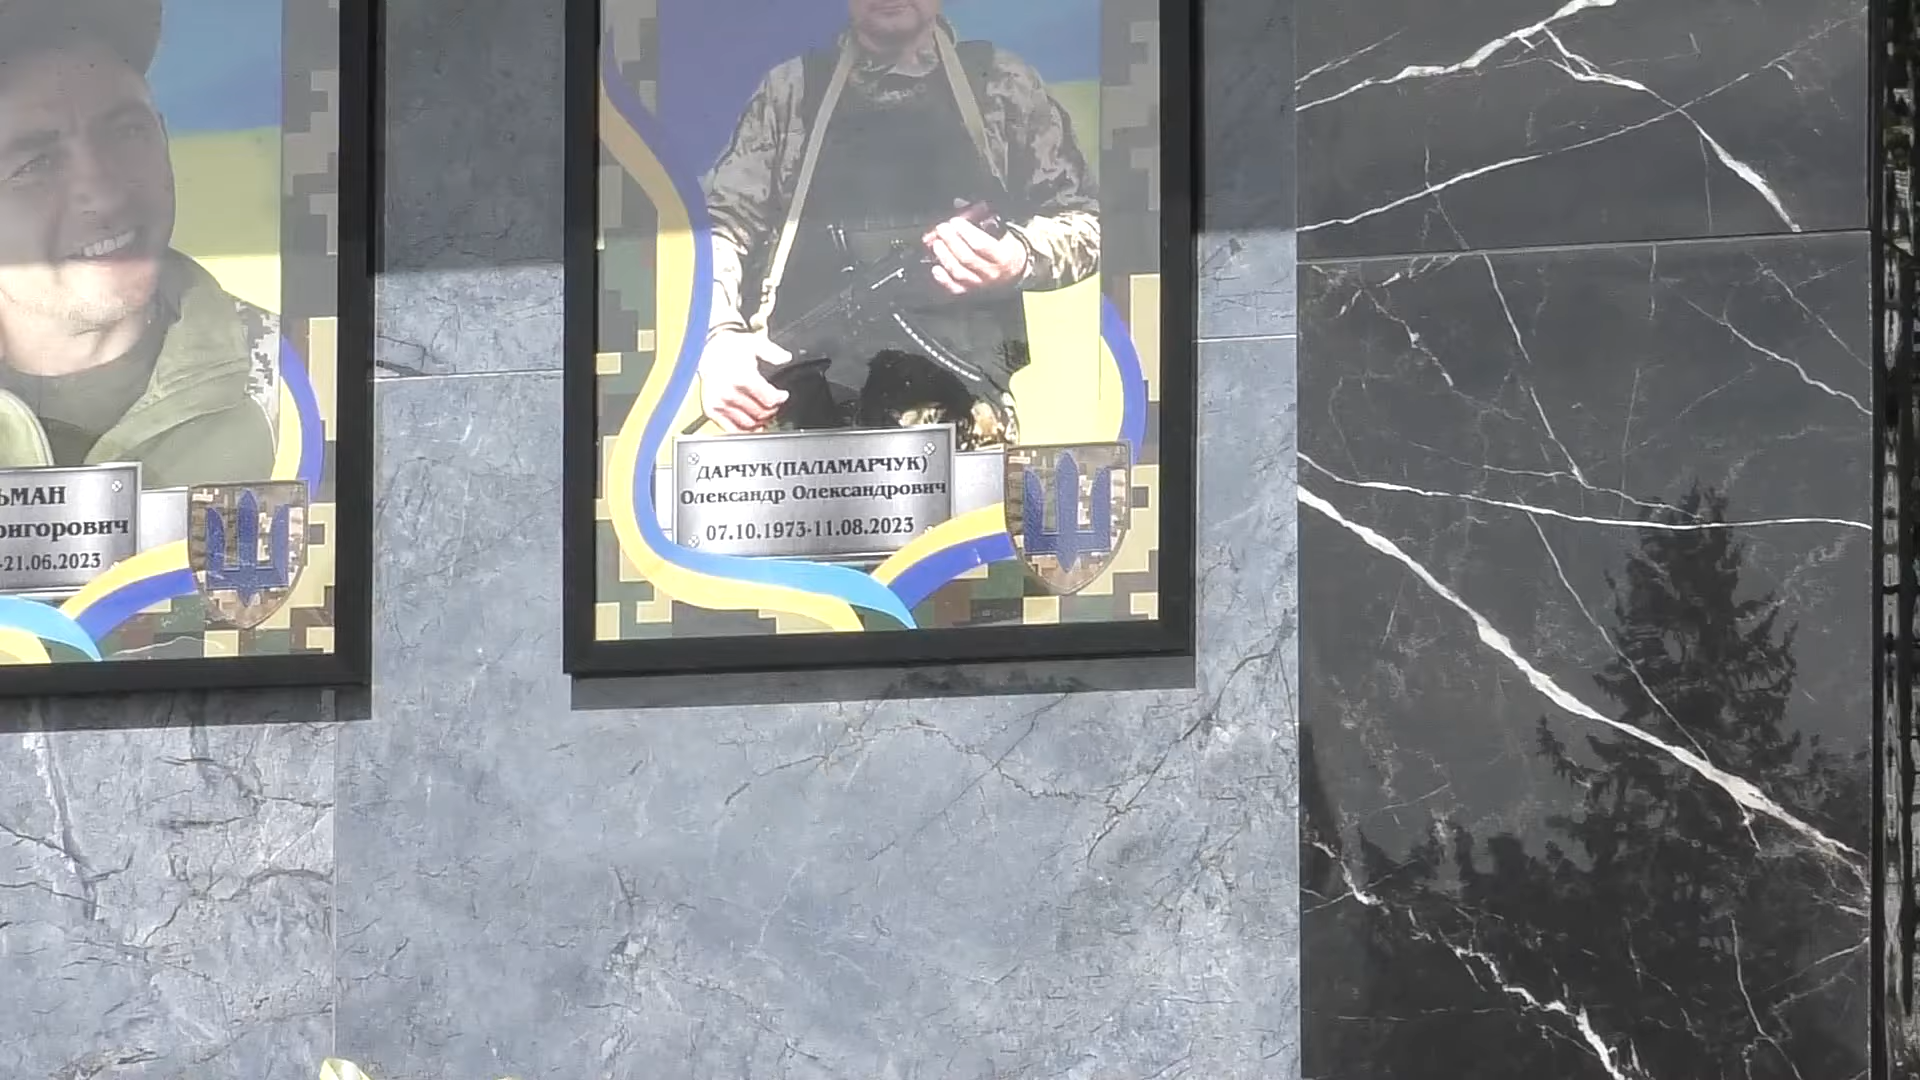 ЬМАН
ригорович
-21.06.2023
ДАРЧУК(ПАЛАМАРЧУК)
Олександр Олександрович
07.10.1973-11.08.2023